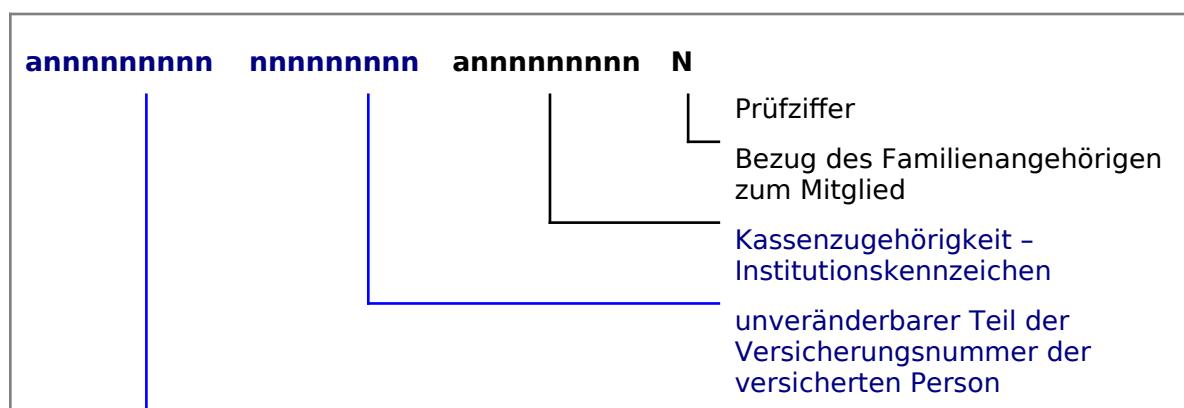 annnnnnnnn nnnnnnnnn annnnnnnnn N
Prüfziffer
Bezug des Familienangehörigen
zum Mitglied
Kassenzugehörigkeit –
Institutionskennzeichen
unveränderbarer Teil der
Versicherungsnummer der
versicherten Person